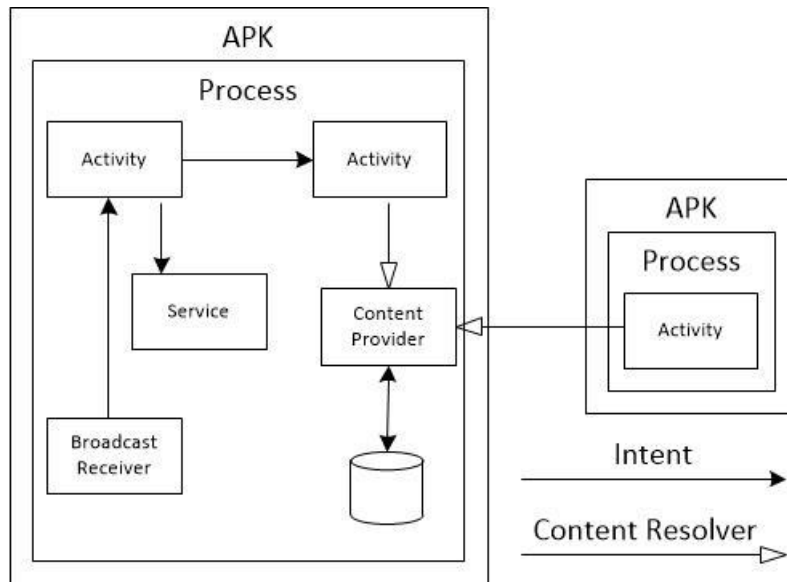 APK
Process
Activity
Activity
Service
Content
Provider
Broadcast
Receiver
APK
Process
Activity
Intent
Content Resolver